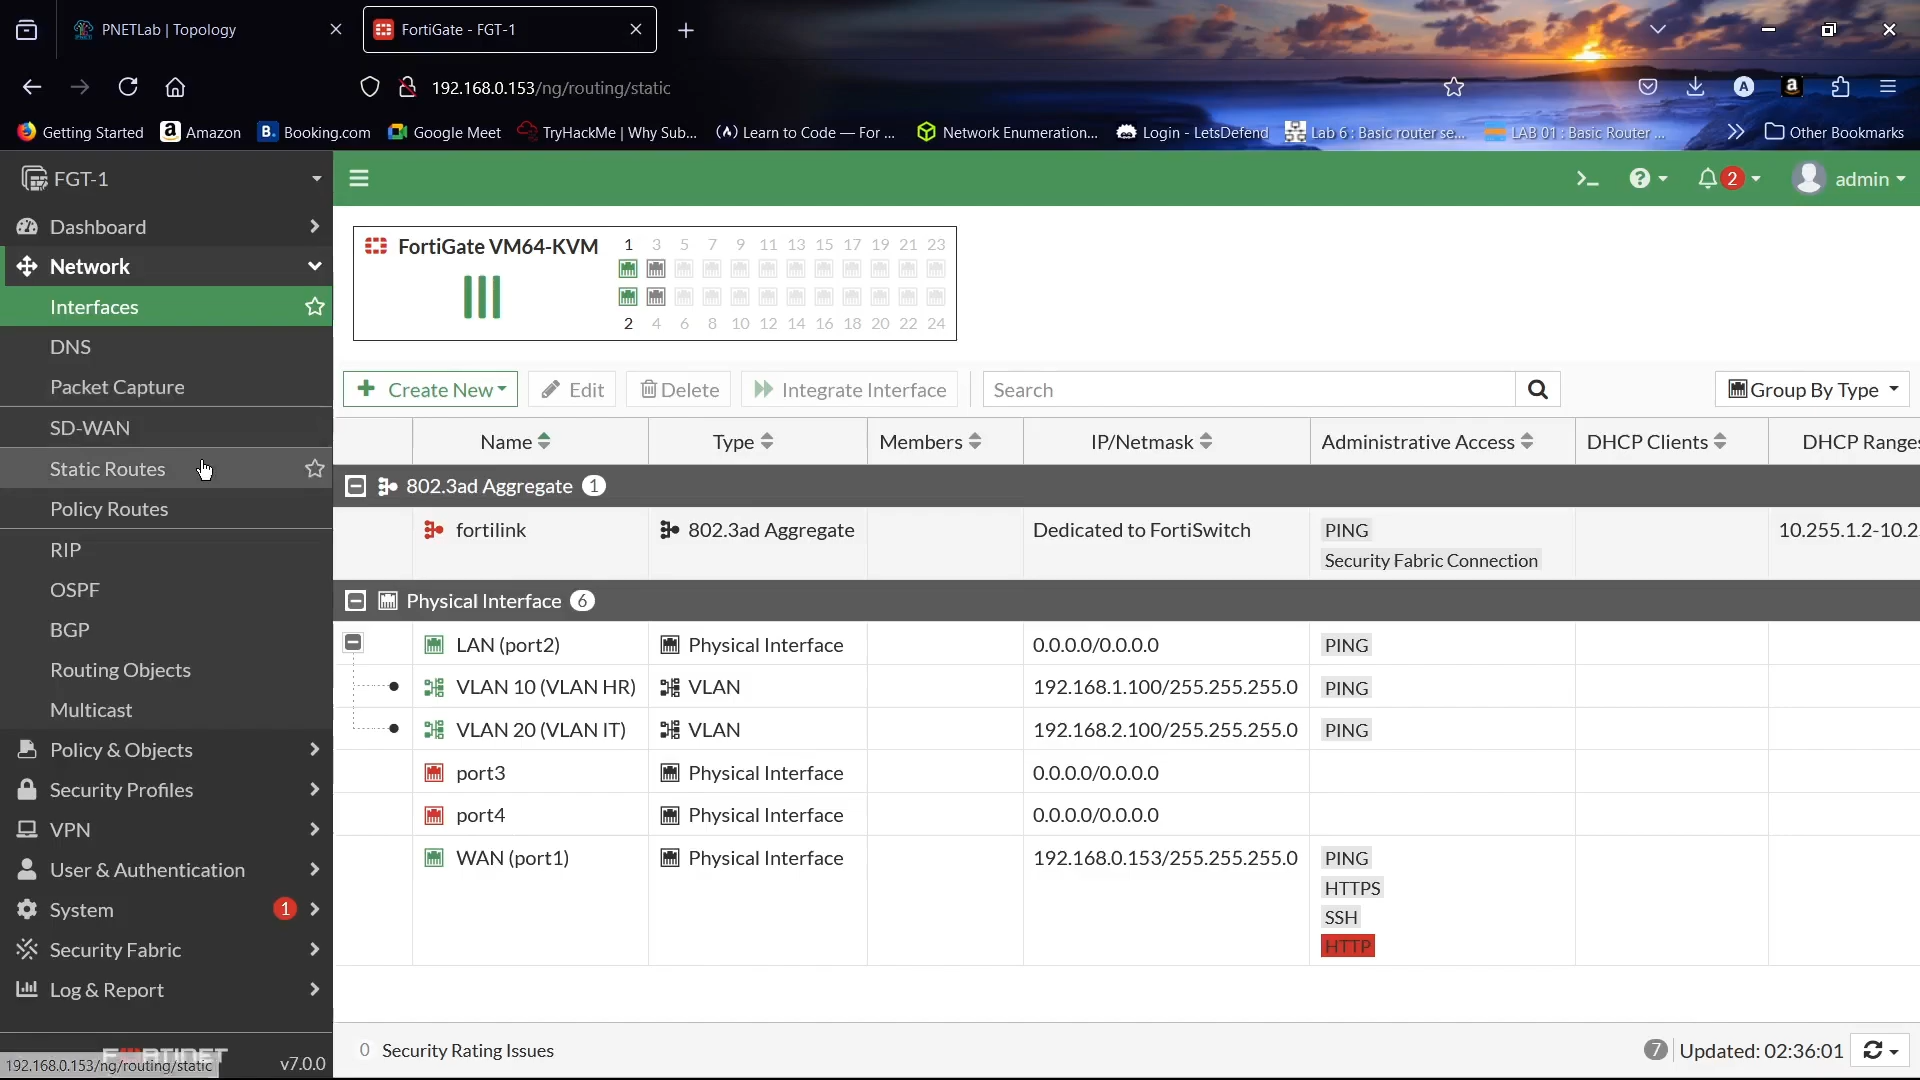 PNETLab | Topology
FortiGate - FGT-1
192.168.0.153/ng/routing/static
A
a
Getting Started
Amazon
B. Booking.com
Google Meet
TryHackMe | Why Sub...
Learn to Code — For ...
Network Enumeration...
Login - LetsDefend
Lab 6 : Basic router se...
LAB 01 : Basic Router ...
Other Bookmarks
FGT-1
2
admin
Dashboard
Network
Interfaces
DNS
Packet Capture
SD-WAN
Static Routes
Policy Routes
RIP
OSPF
BGP
Routing Objects
Multicast
Policy & Objects
Security Profiles
VPN
User & Authentication
System 1
Security Fabric
Log & Report
FORTINET
v7.0.0
192.168.0.153/ng/routing/static
FortiGate VM64-KVM
1 3 5 7 9 11 13 15 17 19 21 23
2 4 6 8 10 12 14 16 18 20 22 24
Create New
Edit
Delete
Integrate Interface
Search
Group By Type
Name Type Members IP/Netmask Administrative Access DHCP Clients DHCP Ranges
802.3ad Aggregate 1
fortilink 802.3ad Aggregate Dedicated to FortiSwitch PING 10.255.1.2-10.2
Security Fabric Connection
Physical Interface 6
LAN (port2) Physical Interface 0.0.0.0/0.0.0.0 PING
VLAN 10 (VLAN HR) VLAN 192.168.1.100/255.255.255.0 PING
VLAN 20 (VLAN IT) VLAN 192.168.2.100/255.255.255.0 PING
port3 Physical Interface 0.0.0.0/0.0.0.0
port4 Physical Interface 0.0.0.0/0.0.0.0
WAN (port1) Physical Interface 192.168.0.153/255.255.255.0 PING
HTTPS
SSH
HTTP
0 Security Rating Issues
7 Updated: 02:36:01